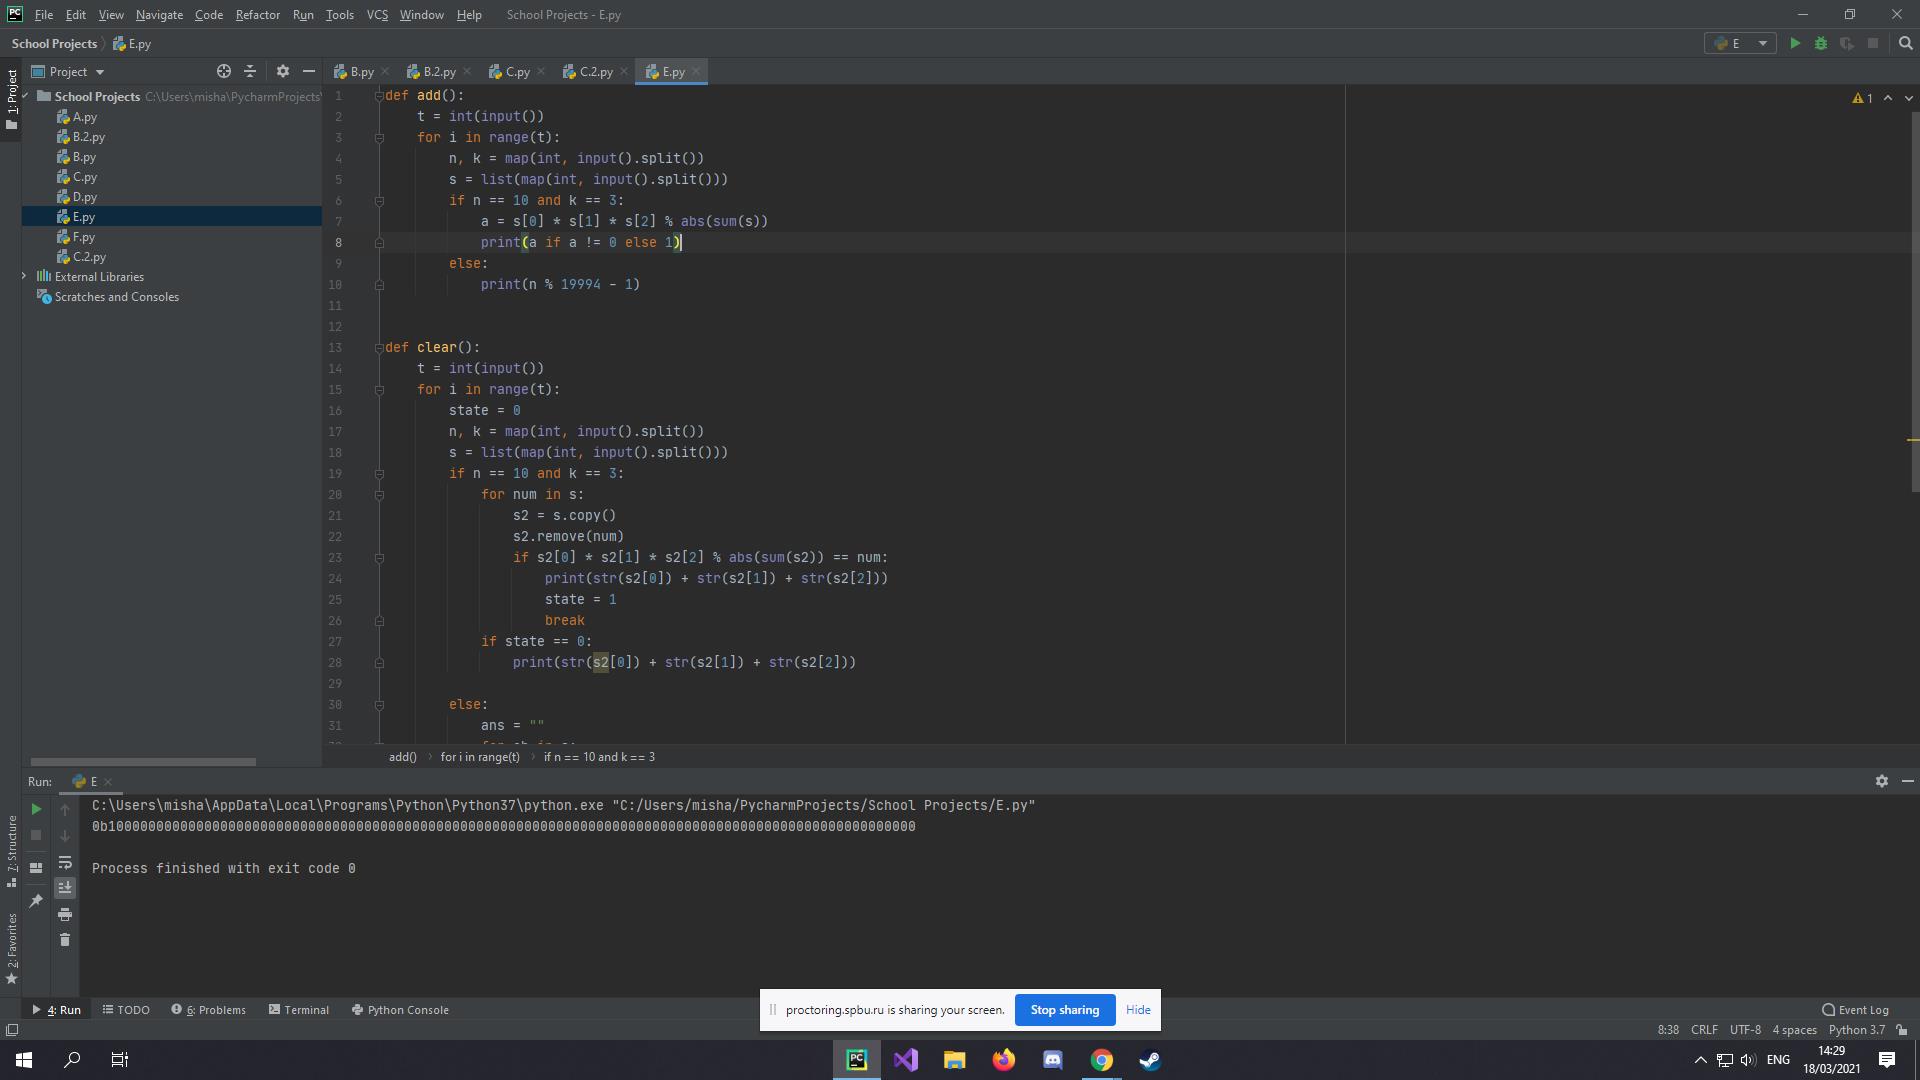 PC File Edit View Navigate Code Refactor Run Tools VCS Window Help School Projects - E.py
School Projects E.py E
1: Project
Project B.py B.2.py C.py C.2.py E.py
School Projects C:\Users\misha\PycharmProjects\
A.py
B.2.py
B.py
C.py
D.py
E.py
F.py
C.2.py
External Libraries
Scratches and Consoles
1 def add():
2 t = int(input())
3 for i in range(t):
4 n, k = map(int, input().split())
5 s = list(map(int, input().split()))
6 if n == 10 and k == 3:
7 a = s[0] * s[1] * s[2] % abs(sum(s))
8 print(a if a != 0 else 1)
9 else:
10 print(n % 19994 - 1)
11
12
13 def clear():
14 t = int(input())
15 for i in range(t):
16 state = 0
17 n, k = map(int, input().split())
18 s = list(map(int, input().split()))
19 if n == 10 and k == 3:
20 for num in s:
21 s2 = s.copy()
22 s2.remove(num)
23 if s2[0] * s2[1] * s2[2] % abs(sum(s2)) == num:
24 print(str(s2[0]) + str(s2[1]) + str(s2[2]))
25 state = 1
26 break
27 if state == 0:
28 print(str(s2[0]) + str(s2[1]) + str(s2[2]))
29
30 else:
31 ans = ""
1
add() for i in range(t) if n == 10 and k == 3
Run: E
C:\Users\misha\AppData\Local\Programs\Python\Python37\python.exe "C:/Users/misha/PycharmProjects/School Projects/E.py"
0b10000000000000000000000000000000000000000000000000000000000000000000000000000000000000000000000000000
Process finished with exit code 0
7: Structure
2: Favorites
4: Run TODO 6: Problems Terminal Python Console Event Log
proctoring.spbu.ru is sharing your screen. Stop sharing Hide
8:38 CRLF UTF-8 4 spaces Python 3.7
PC ENG 14:29
18/03/2021